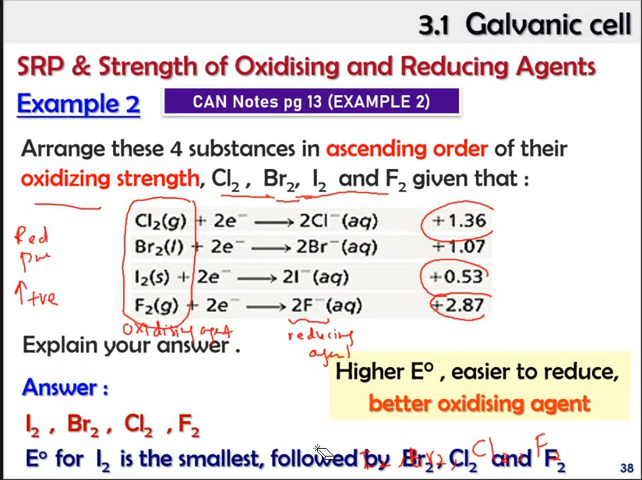 3.1 Galvanic cell
SRP & Strength of Oxidising and Reducing Agents
Example 2
CAN Notes pg 13 (EXAMPLE 2)
Arrange these 4 substances in ascending order of their
oxidizing strength, Cl₂ , Br₂, I₂ and F₂ given that :
Cl₂(g) + 2e⁻ ⟶ 2Cl⁻(aq) +1.36
Br₂(l) + 2e⁻ ⟶ 2Br⁻(aq) +1.07
I₂(s) + 2e⁻ ⟶ 2I⁻(aq) +0.53
F₂(g) + 2e⁻ ⟶ 2F⁻(aq) +2.87
Red
↑+ve
oxidising agent
reducing
agent
Explain your answer .
Higher E° , easier to reduce,
better oxidising agent
Answer :
I₂ , Br₂ , Cl₂ , F₂
I₂, Br₂, Cl₂, F₂
E° for I₂ is the smallest, followed by Br₂, Cl₂ and F₂
38